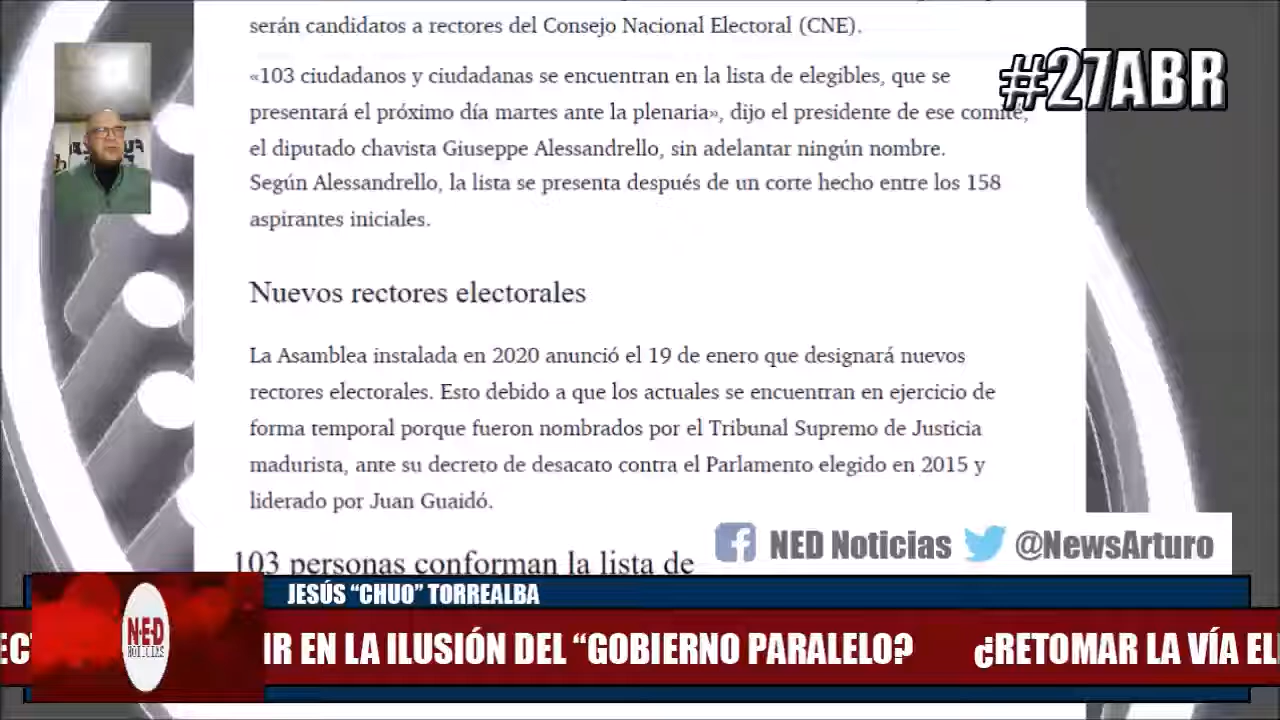 serán candidatos a rectores del Consejo Nacional Electoral (CNE).
#27ABR
«103 ciudadanos y ciudadanas se encuentran en la lista de elegibles, que se
presentará el próximo día martes ante la plenaria», dijo el presidente de ese comité,
el diputado chavista Giuseppe Alessandrello, sin adelantar ningún nombre.
Según Alessandrello, la lista se presenta después de un corte hecho entre los 158
aspirantes iniciales.
Nuevos rectores electorales
La Asamblea instalada en 2020 anunció el 19 de enero que designará nuevos
rectores electorales. Esto debido a que los actuales se encuentran en ejercicio de
forma temporal porque fueron nombrados por el Tribunal Supremo de Justicia
madurista, ante su decreto de desacato contra el Parlamento elegido en 2015 y
liderado por Juan Guaidó.
NED Noticias @NewsArturo
103 personas conforman la lista de
JESÚS “CHUO” TORREALBA
N-E-D
NOTICIAS
IR EN LA ILUSIÓN DEL “GOBIERNO PARALELO? ¿RETOMAR LA VÍA EL